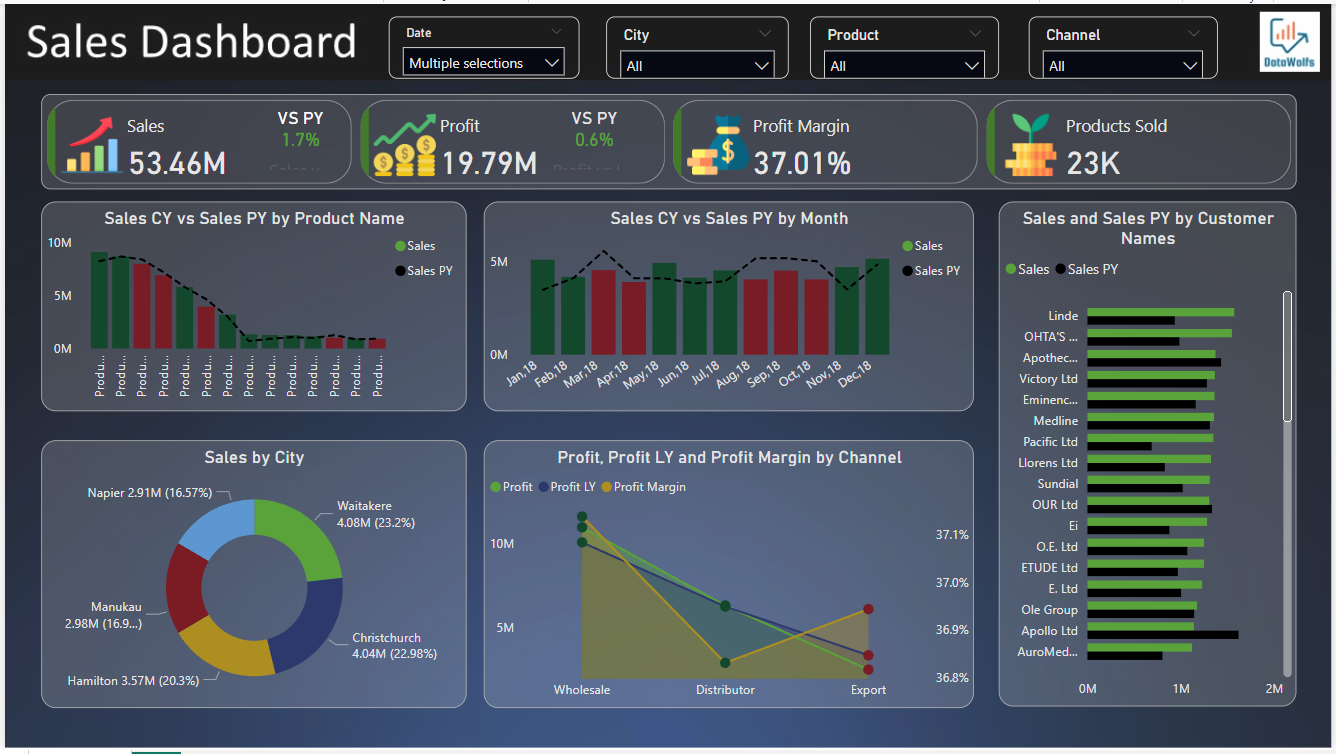 Sales Dashboard
Date
Multiple selections
City
All
Product
All
Channel
All
DataWolfs
Sales
53.46M
VS PY
1.7%
Profit
19.79M
VS PY
0.6%
Profit Margin
37.01%
Products Sold
23K
Sales CY vs Sales PY by Product Name
Sales
Sales PY
10M
5M
0M
Produ...
Produ...
Produ...
Produ...
Produ...
Produ...
Produ...
Produ...
Produ...
Produ...
Produ...
Produ...
Produ...
Produ...
Sales CY vs Sales PY by Month
Sales
Sales PY
5M
0M
Jan,18
Feb,18
Mar,18
Apr,18
May,18
Jun,18
Jul,18
Aug,18
Sep,18
Oct,18
Nov,18
Dec,18
Sales and Sales PY by Customer
Names
Sales
Sales PY
Linde
OHTA'S ...
Apothec...
Victory Ltd
Eminenc...
Medline
Pacific Ltd
Llorens Ltd
Sundial
OUR Ltd
Ei
O.E. Ltd
ETUDE Ltd
E. Ltd
Ole Group
Apollo Ltd
AuroMed...
0M
1M
2M
Sales by City
Napier 2.91M (16.57%)
Waitakere
4.08M (23.2%)
Manukau
2.98M (16.9...)
Christchurch
4.04M (22.98%)
Hamilton 3.57M (20.3%)
Profit, Profit LY and Profit Margin by Channel
Profit
Profit LY
Profit Margin
10M
5M
37.1%
37.0%
36.9%
36.8%
Wholesale
Distributor
Export